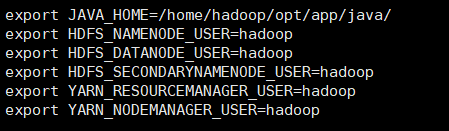 export JAVA_HOME=/home/hadoop/opt/app/java/
export HDFS_NAMENODE_USER=hadoop
export HDFS_DATANODE_USER=hadoop
export HDFS_SECONDARYNAMENODE_USER=hadoop
export YARN_RESOURCEMANAGER_USER=hadoop
export YARN_NODEMANAGER_USER=hadoop